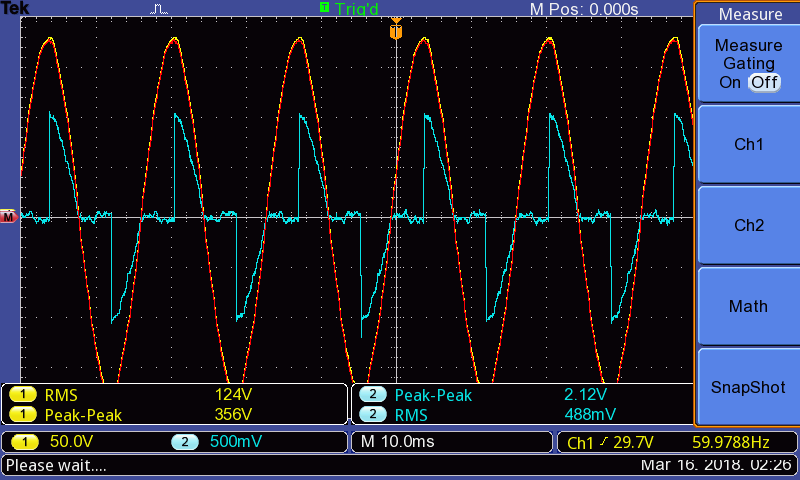 Tek T Trig'd M Pos: 0.000s Measure
T
Measure
Gating
On Off
Ch1
M
Ch2
Math
SnapShot
1 RMS 124V 2 Peak-Peak 2.12V
1 Peak-Peak 356V 2 RMS 488mV
1 50.0V 2 500mV M 10.0ms Ch1 29.7V 59.9788Hz
Please wait.... Mar 16. 2018. 02:26